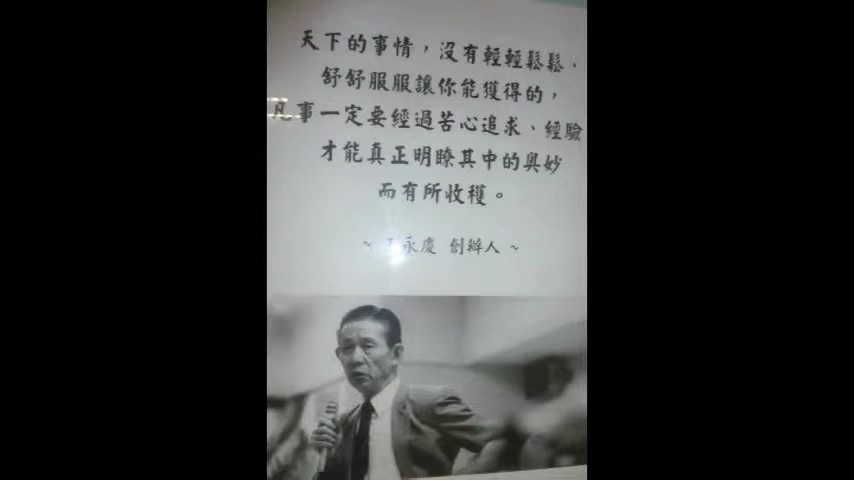 天下的事情，沒有輕輕鬆鬆、
舒舒服服讓你能獲得的，
凡事一定要經過苦心追求、經驗
才能真正明瞭其中的奧妙
而有所收穫。
~ 王永慶 創辦人 ~